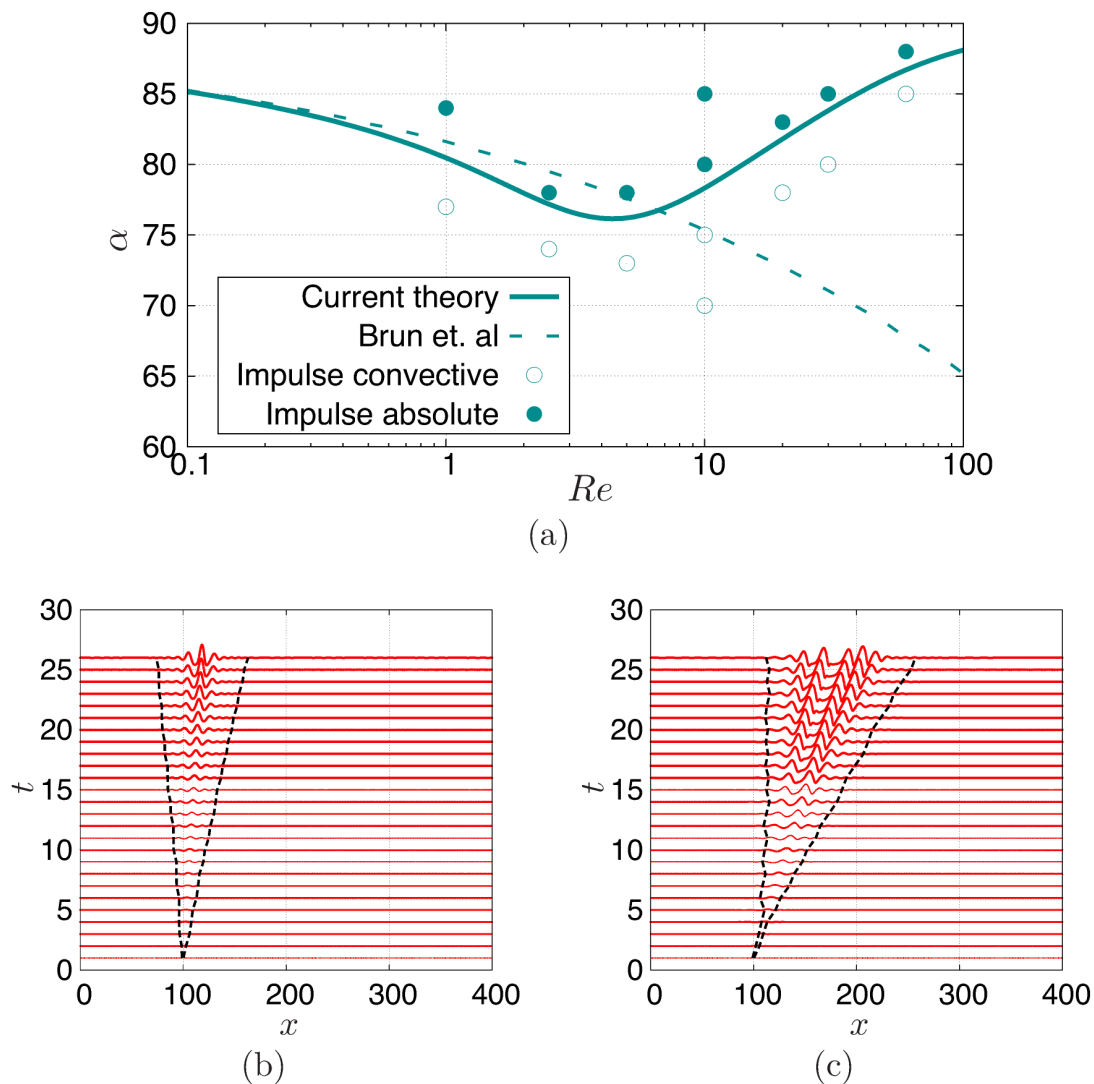 90
85
80
75
70
65
60
α
Current theory
Brun et. al
Impulse convective
Impulse absolute
0.1 1 10 100
Re
(a)
30
25
20
15
10
5
0
t
0 100 200 300 400
x
(b)
30
25
20
15
10
5
0
t
0 100 200 300 400
x
(c)